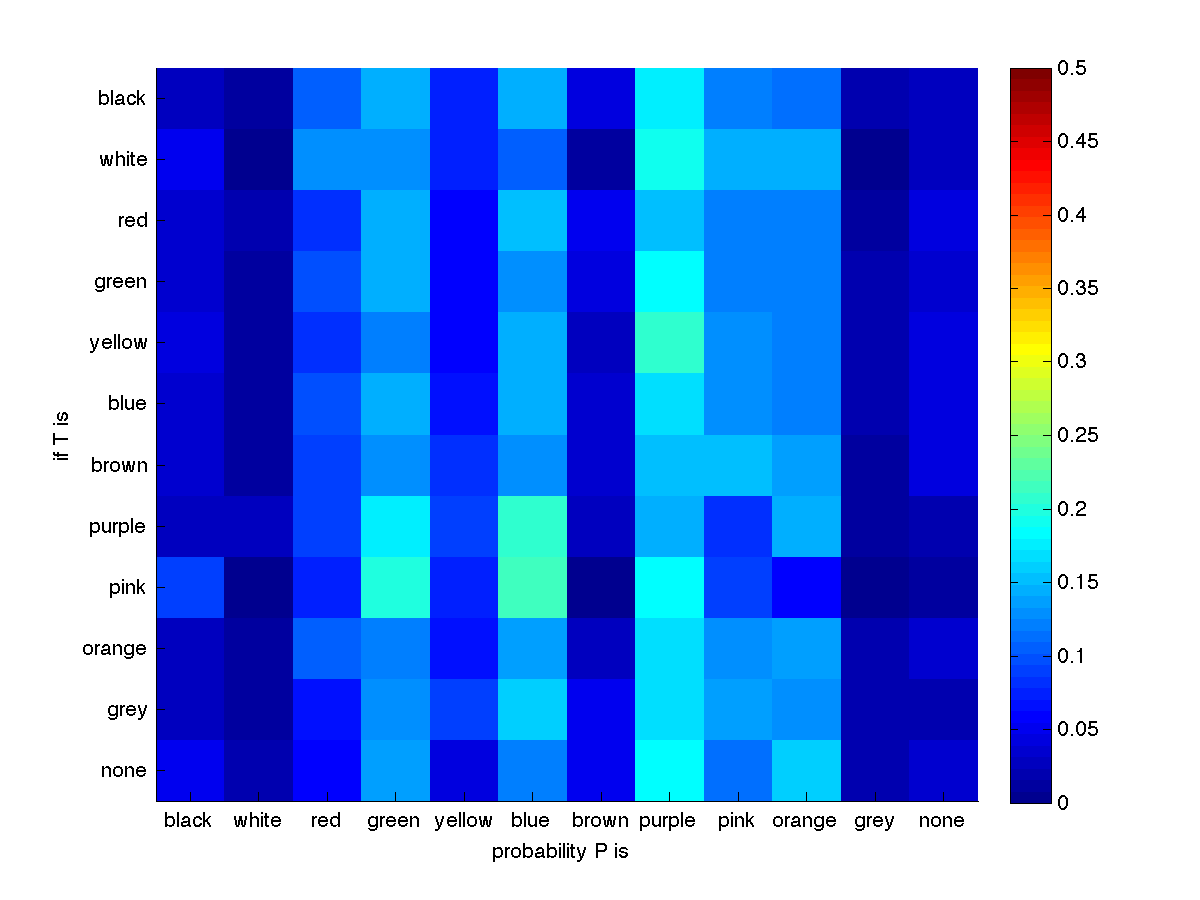 black
white
red
green
yellow
blue
brown
purple
pink
orange
grey
none
if T is
black white red green yellow blue brown purple pink orange grey none
probability P is
0.5
0.45
0.4
0.35
0.3
0.25
0.2
0.15
0.1
0.05
0